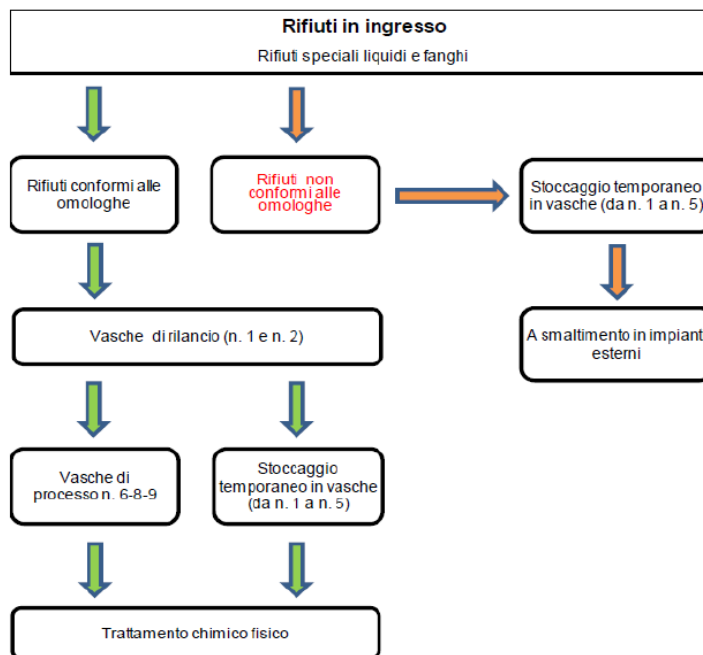 Rifiuti in ingresso
Rifiuti speciali liquidi e fanghi
Rifiuti conformi alle
omologhe
Rifiuti non
conformi alle
omologhe
Stoccaggio temporaneo
in vasche (da n. 1 a n. 5)
Vasche di rilancio (n. 1 e n. 2)
A smaltimento in impiant
esterni
Vasche di
processo n. 6-8-9
Stoccaggio
temporaneo in vasche
(da n. 1 a n. 5)
Trattamento chimico fisico